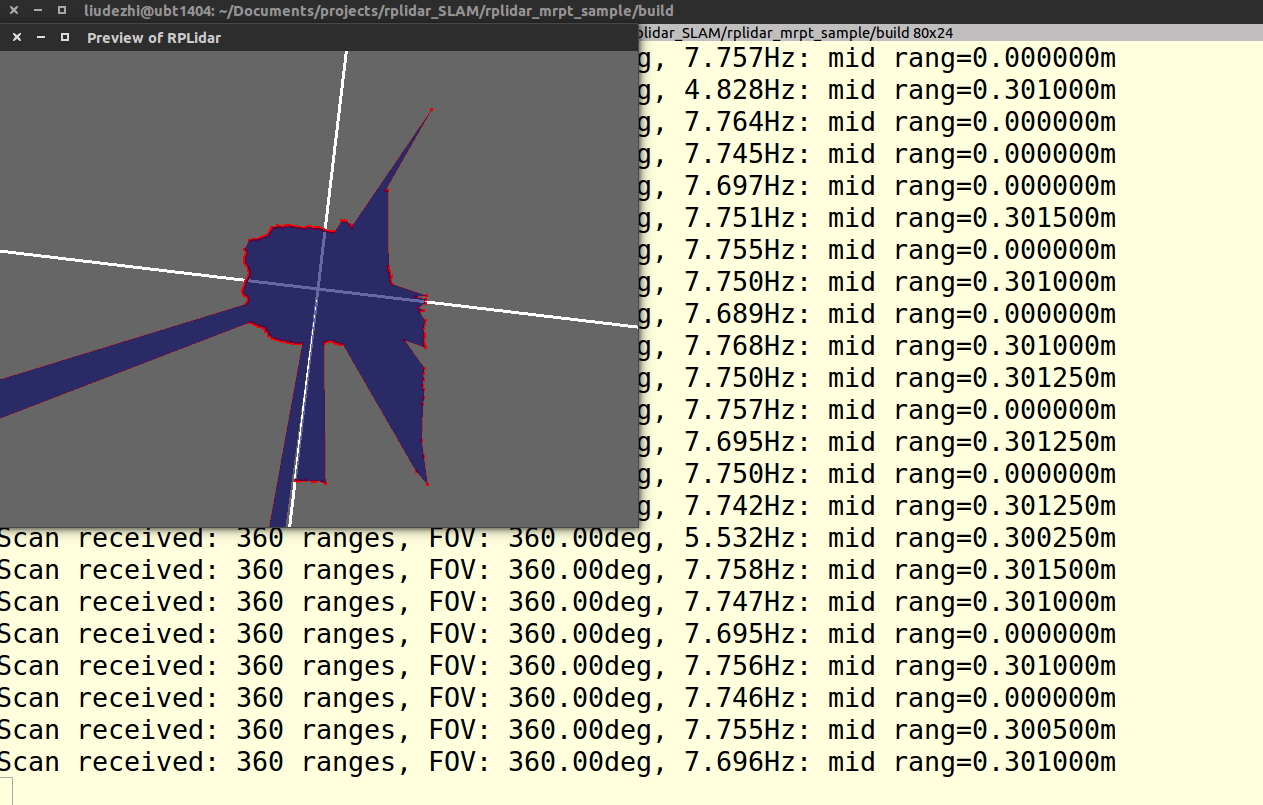 liudezhi@ubt1404: ~/Documents/projects/rplidar_SLAM/rplidar_mrpt_sample/build
Preview of RPLidar
plidar_SLAM/rplidar_mrpt_sample/build 80x24
g, 7.757Hz: mid rang=0.000000m
g, 4.828Hz: mid rang=0.301000m
g, 7.764Hz: mid rang=0.000000m
g, 7.745Hz: mid rang=0.000000m
g, 7.697Hz: mid rang=0.000000m
g, 7.751Hz: mid rang=0.301500m
g, 7.755Hz: mid rang=0.000000m
g, 7.750Hz: mid rang=0.301000m
g, 7.689Hz: mid rang=0.000000m
g, 7.768Hz: mid rang=0.301000m
g, 7.750Hz: mid rang=0.301250m
g, 7.757Hz: mid rang=0.000000m
g, 7.695Hz: mid rang=0.301250m
g, 7.750Hz: mid rang=0.000000m
g, 7.742Hz: mid rang=0.301250m
Scan received: 360 ranges, FOV: 360.00deg, 5.532Hz: mid rang=0.300250m
Scan received: 360 ranges, FOV: 360.00deg, 7.758Hz: mid rang=0.301500m
Scan received: 360 ranges, FOV: 360.00deg, 7.747Hz: mid rang=0.301000m
Scan received: 360 ranges, FOV: 360.00deg, 7.695Hz: mid rang=0.000000m
Scan received: 360 ranges, FOV: 360.00deg, 7.756Hz: mid rang=0.301000m
Scan received: 360 ranges, FOV: 360.00deg, 7.746Hz: mid rang=0.000000m
Scan received: 360 ranges, FOV: 360.00deg, 7.755Hz: mid rang=0.300500m
Scan received: 360 ranges, FOV: 360.00deg, 7.696Hz: mid rang=0.301000m